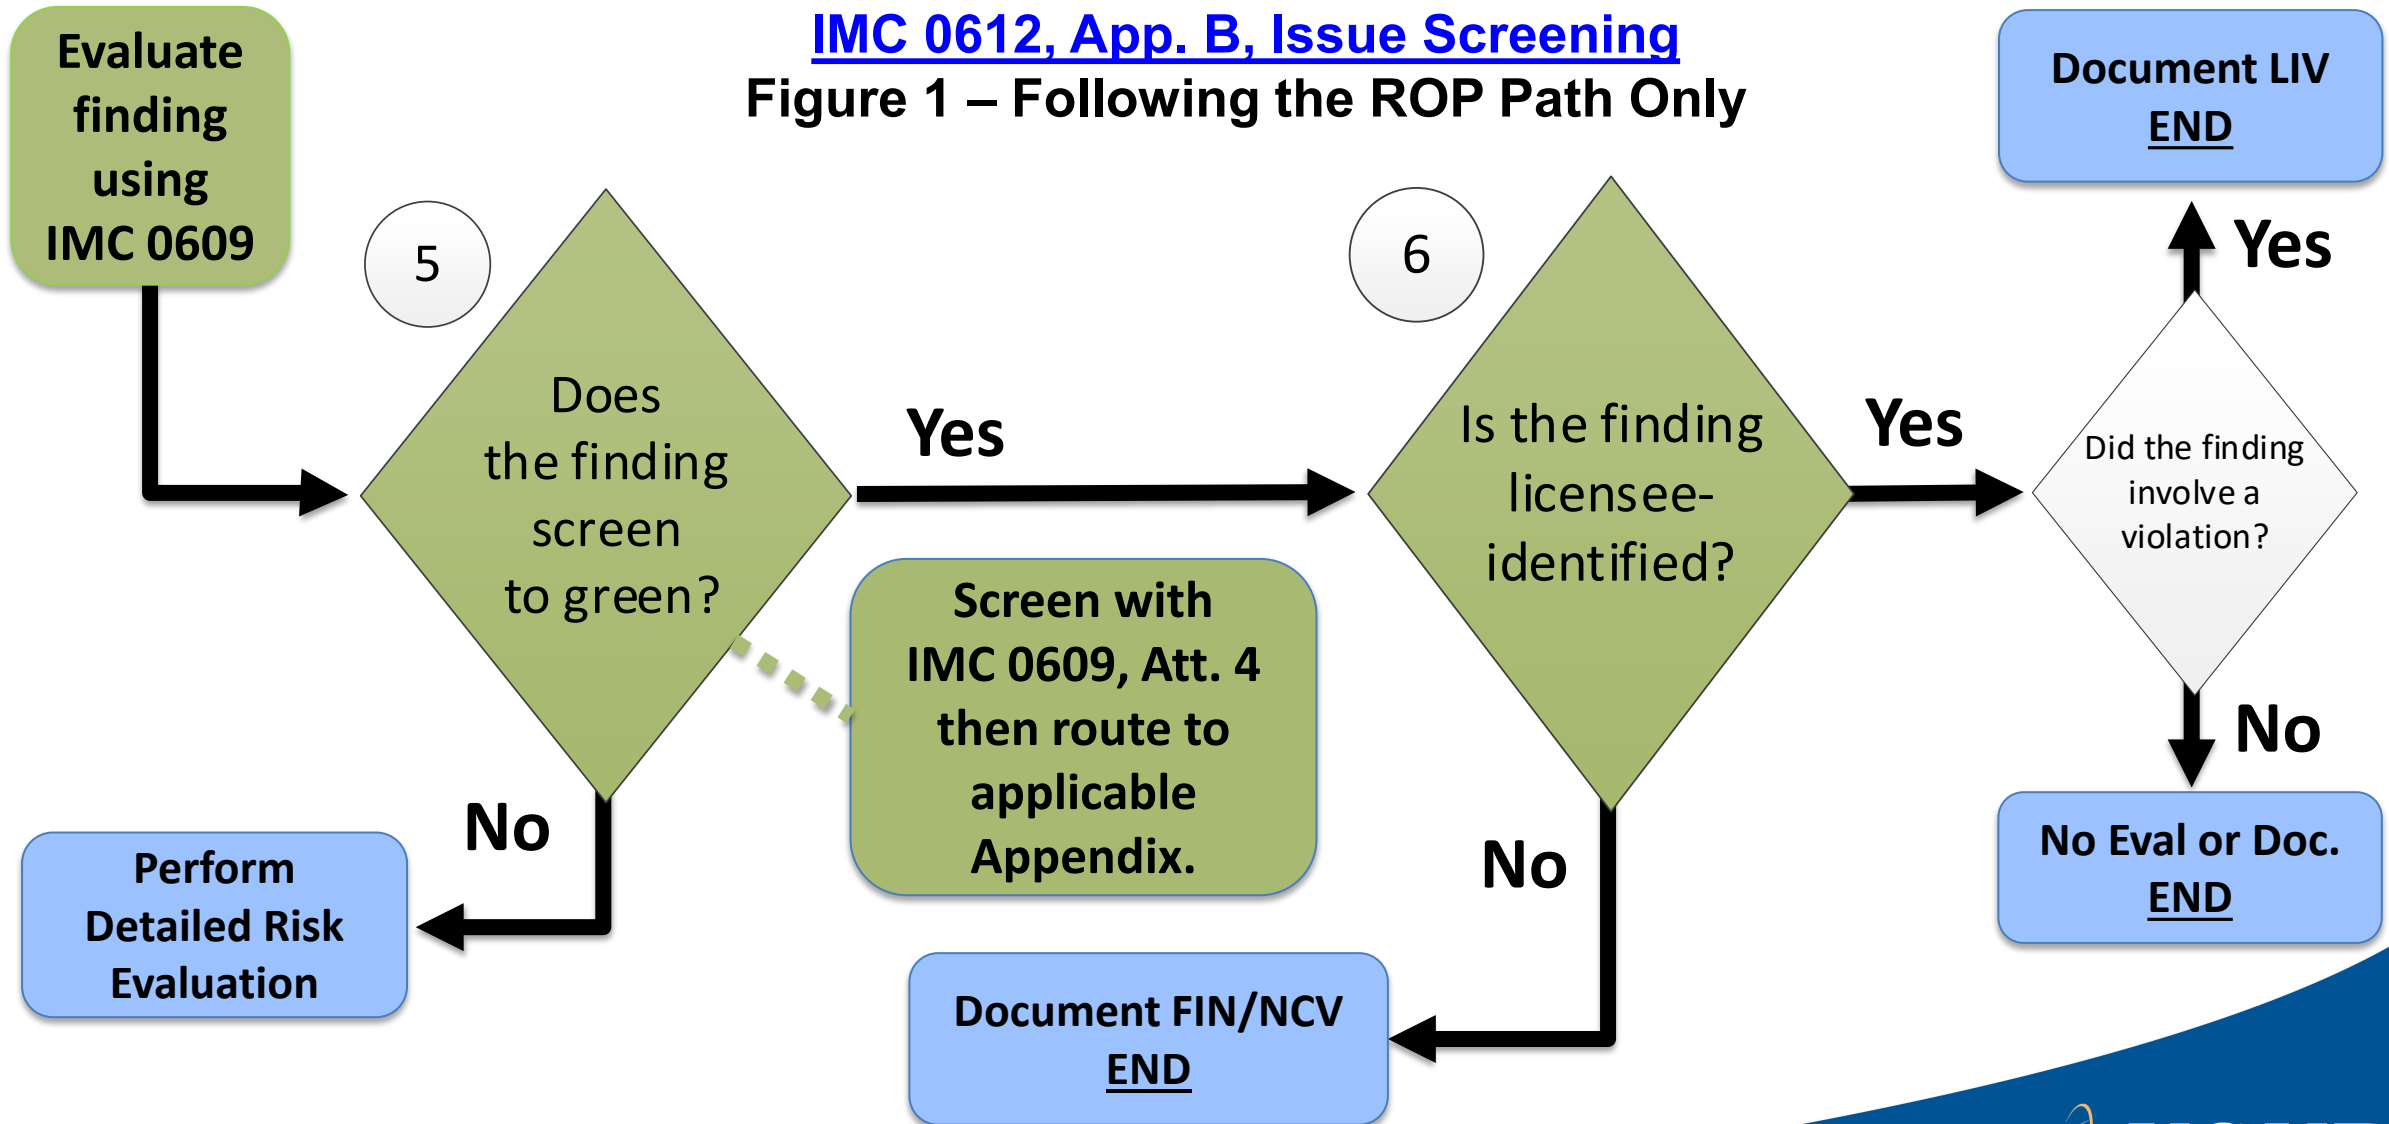 IMC 0612, App. B, Issue Screening
Figure 1 – Following the ROP Path Only
Evaluate
finding
using
IMC 0609
5
Does
the finding
screen
to green?
Yes
No
Perform
Detailed Risk
Evaluation
Screen with
IMC 0609, Att. 4
then route to
applicable
Appendix.
6
Is the finding
licensee-
identified?
Yes
No
Document FIN/NCV
END
Did the finding
involve a
violation?
Yes
Document LIV
END
No
No Eval or Doc.
END